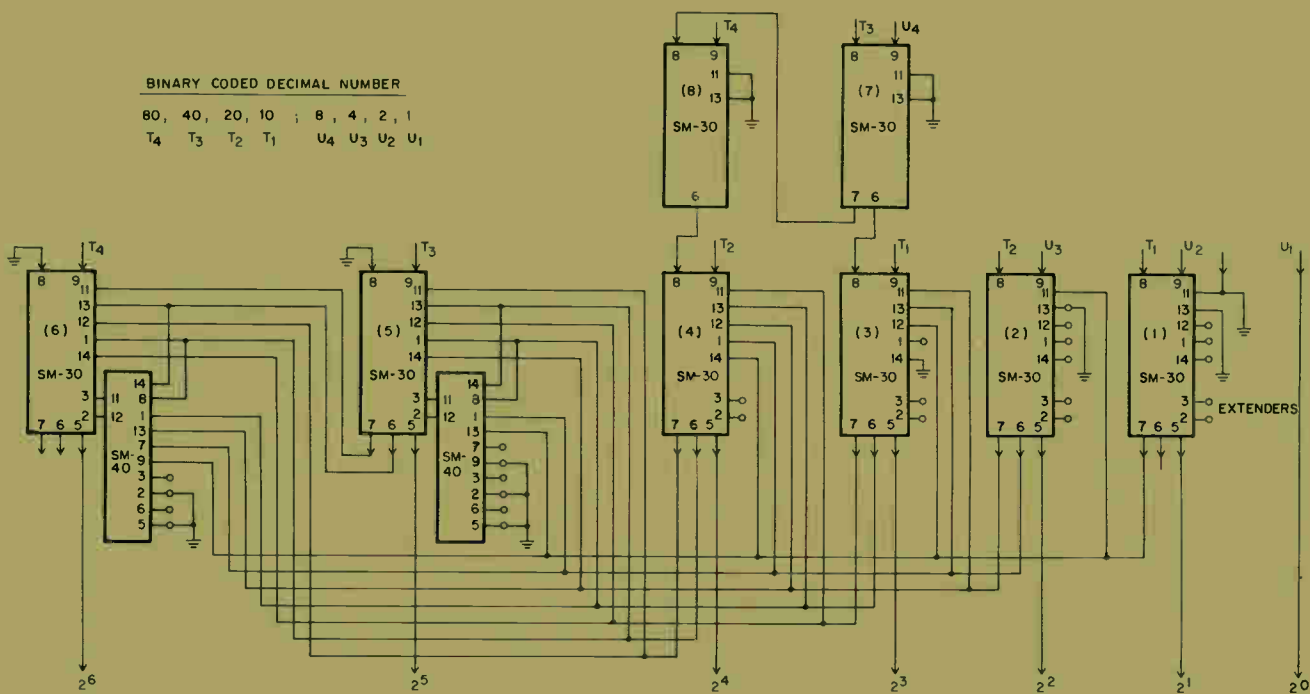 BINARY CODED DECIMAL NUMBER
80, 40, 20, 10 ; 8, 4, 2, 1
T4 T3 T2 T1 U4 U3 U2 U1
T4 T3 U4
8 9 11 13 (8) SM-30 6
8 9 11 13 (7) SM-30 7 6
T4 T3 T2 T1 T2 U3 T1 U2 U1
8 9 11 13 12 1 14 (6) SM-30 3 2 7 6 5
14 8 11 12 1 13 7 9 3 2 6 5 SM-40
8 9 11 13 12 1 14 (5) SM-30 3 2 7 6 5
14 8 11 12 1 13 7 9 3 2 6 5 SM-40
8 9 11 13 12 1 14 (4) SM-30 3 2 7 6 5
8 9 11 13 12 1 14 (3) SM-30 3 2 7 6 5
8 9 11 13 12 1 14 (2) SM-30 3 2 7 6 5
8 9 11 13 12 1 14 (1) SM-30 3 2 7 6 5
EXTENDERS
2^6 2^5 2^4 2^3 2^2 2^1 2^0